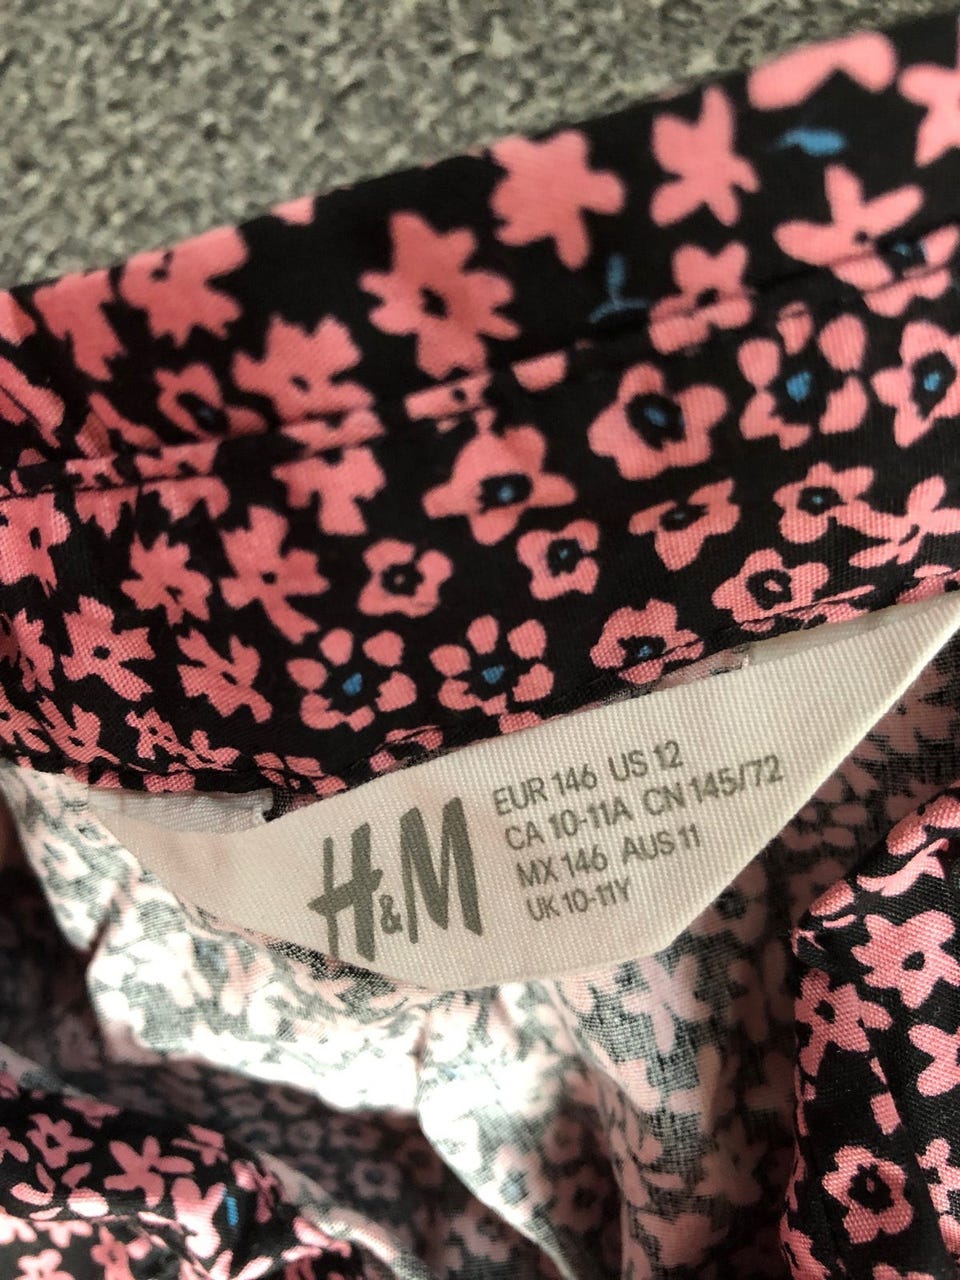 H&M
EUR 146 US 12
CA 10-11A CN 145/72
MX 146 AUS 11
UK 10-11Y